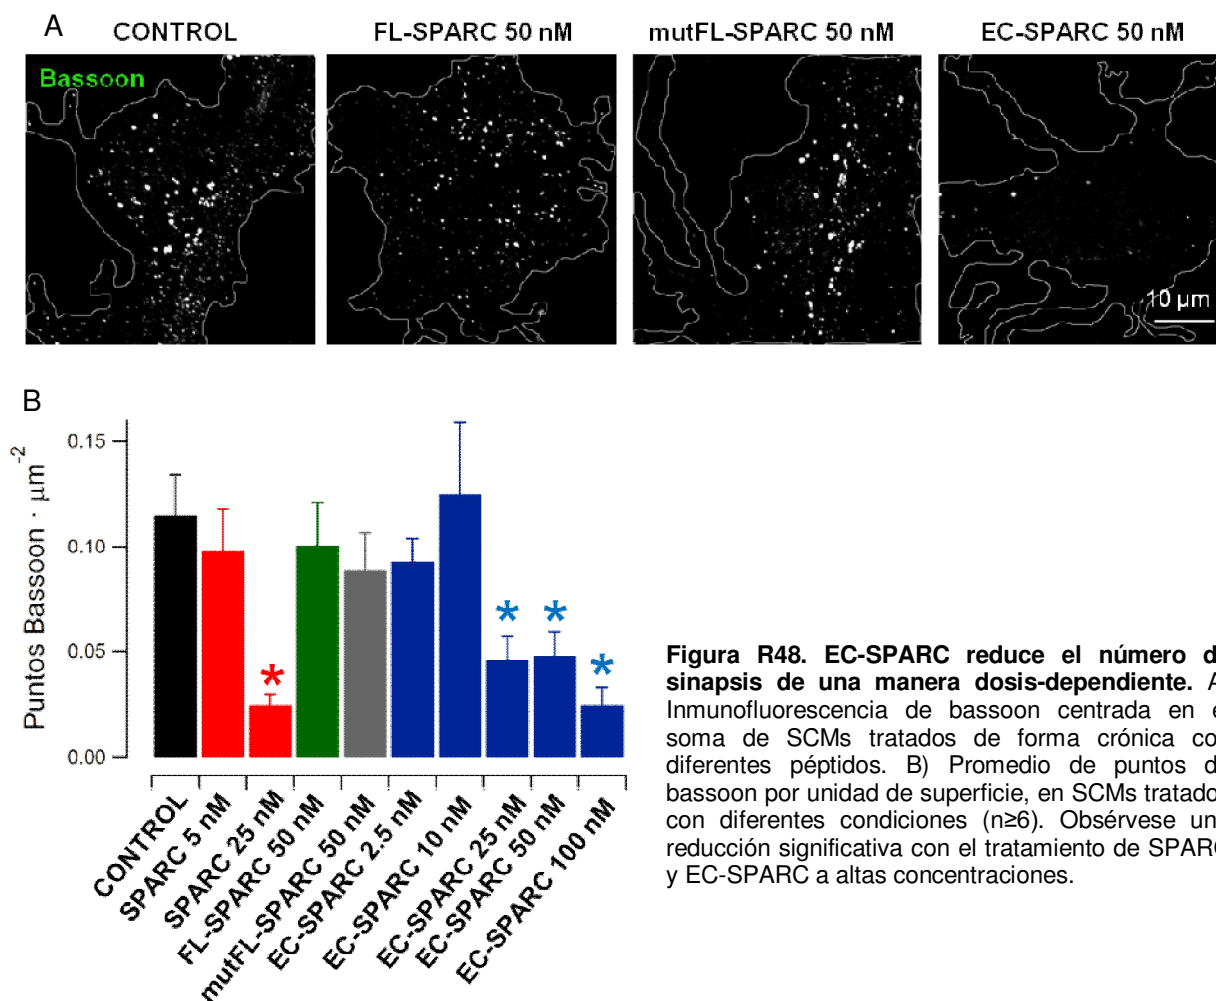 A
CONTROL FL-SPARC 50 nM mutFL-SPARC 50 nM EC-SPARC 50 nM
Bassoon
10 µm
B
Puntos Bassoon · µm⁻²
0.15
0.10
0.05
0.00
* * * *
CONTROL
SPARC 5 nM
SPARC 25 nM
FL-SPARC 50 nM
mutFL-SPARC 50 nM
EC-SPARC 2.5 nM
EC-SPARC 10 nM
EC-SPARC 25 nM
EC-SPARC 50 nM
EC-SPARC 100 nM
Figura R48. EC-SPARC reduce el número d
sinapsis de una manera dosis-dependiente. A
Inmunofluorescencia de bassoon centrada en e
soma de SCMs tratados de forma crónica co
diferentes péptidos. B) Promedio de puntos d
bassoon por unidad de superficie, en SCMs tratado
con diferentes condiciones (n≥6). Obsérvese un
reducción significativa con el tratamiento de SPARC
y EC-SPARC a altas concentraciones.